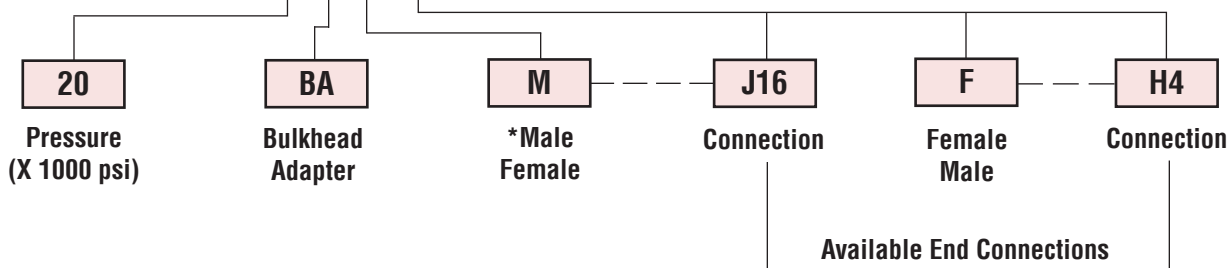 20 BA M J16 F H4
Pressure Bulkhead *Male Connection Female Connection
(X 1000 psi) Adapter Female Male
Available End Connections